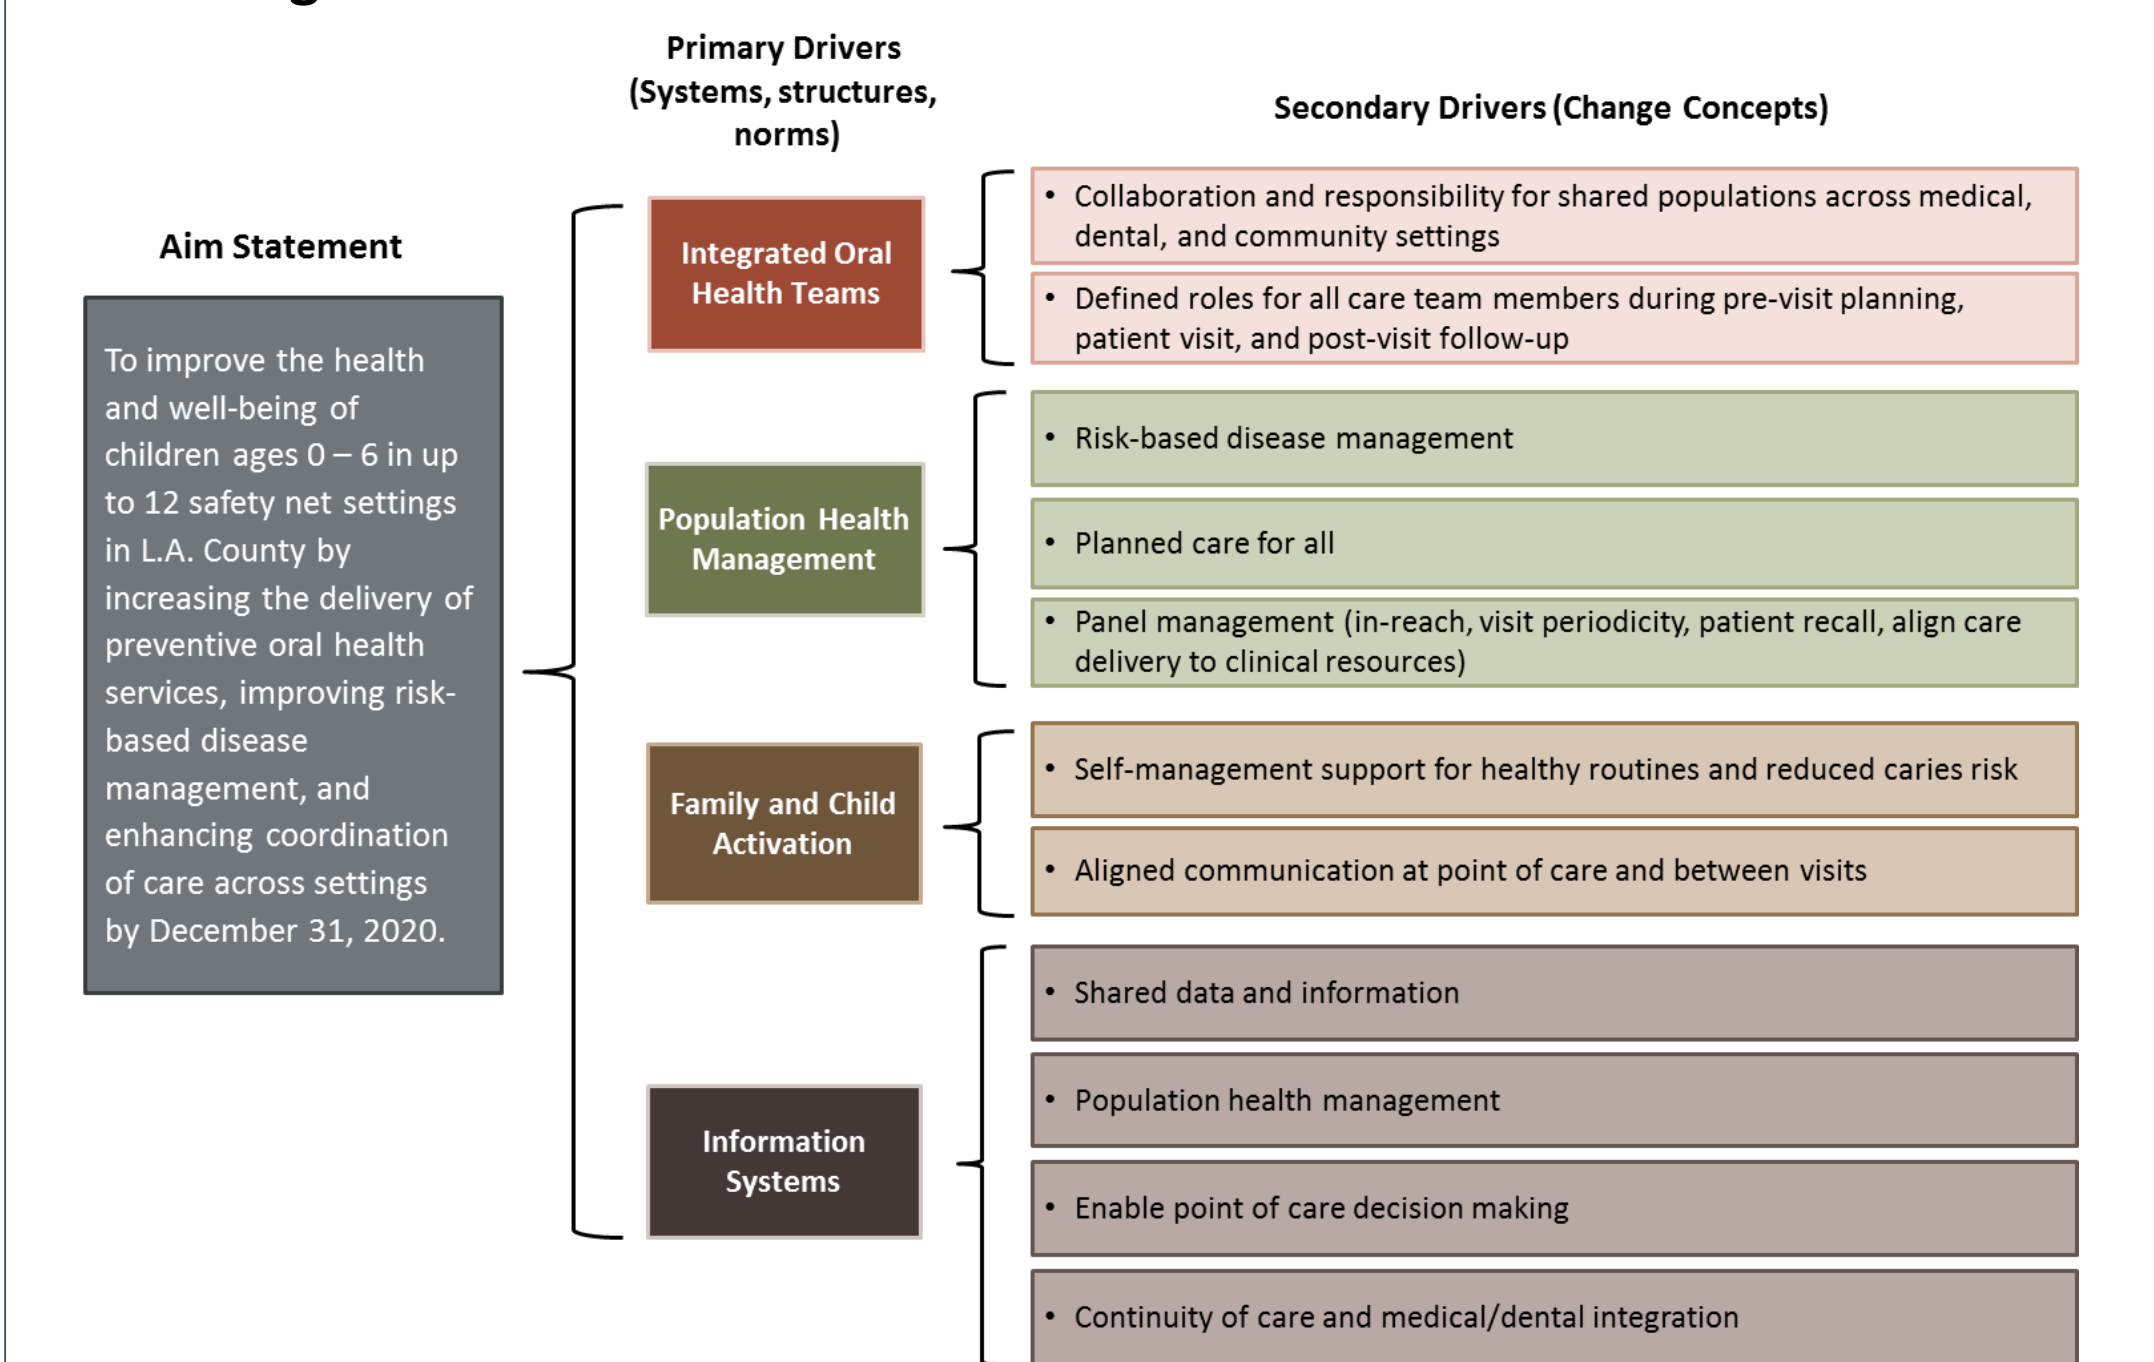 Primary Drivers
(Systems, structures,
norms)
Secondary Drivers (Change Concepts)
Aim Statement
To improve the health
and well-being of
children ages 0 – 6 in up
to 12 safety net settings
in L.A. County by
increasing the delivery of
preventive oral health
services, improving risk-
based disease
management, and
enhancing coordination
of care across settings
by December 31, 2020.
Integrated Oral
Health Teams
• Collaboration and responsibility for shared populations across medical,
dental, and community settings
• Defined roles for all care team members during pre-visit planning,
patient visit, and post-visit follow-up
Population Health
Management
• Risk-based disease management
• Planned care for all
• Panel management (in-reach, visit periodicity, patient recall, align care
delivery to clinical resources)
Family and Child
Activation
• Self-management support for healthy routines and reduced caries risk
• Aligned communication at point of care and between visits
Information
Systems
• Shared data and information
• Population health management
• Enable point of care decision making
• Continuity of care and medical/dental integration